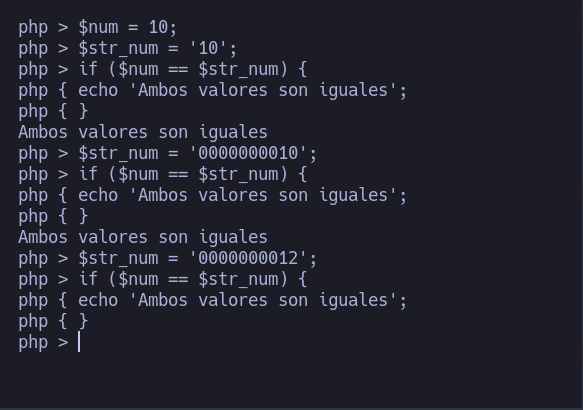 php > $num = 10;
php > $str_num = '10';
php > if ($num == $str_num) {
php { echo 'Ambos valores son iguales';
php { }
Ambos valores son iguales
php > $str_num = '0000000010';
php > if ($num == $str_num) {
php { echo 'Ambos valores son iguales';
php { }
Ambos valores son iguales
php > $str_num = '0000000012';
php > if ($num == $str_num) {
php { echo 'Ambos valores son iguales';
php { }
php >